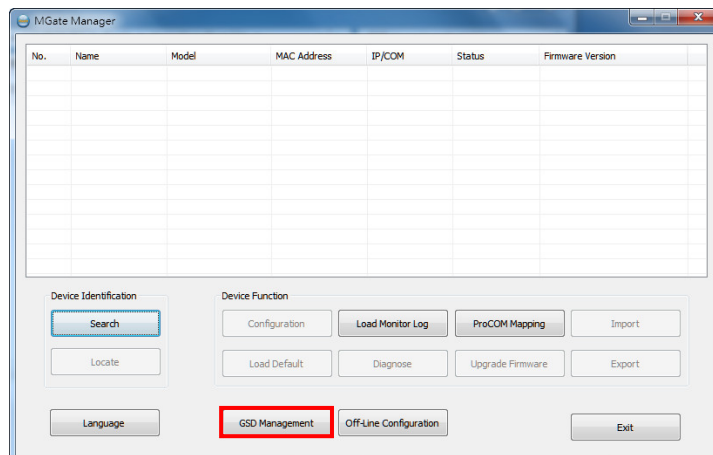 MGate Manager
No. Name Model MAC Address IP/COM Status Firmware Version
Device Identification Device Function
Search Configuration Load Monitor Log ProCOM Mapping Import
Locate Load Default Diagnose Upgrade Firmware Export
Language GSD Management Off-Line Configuration Exit